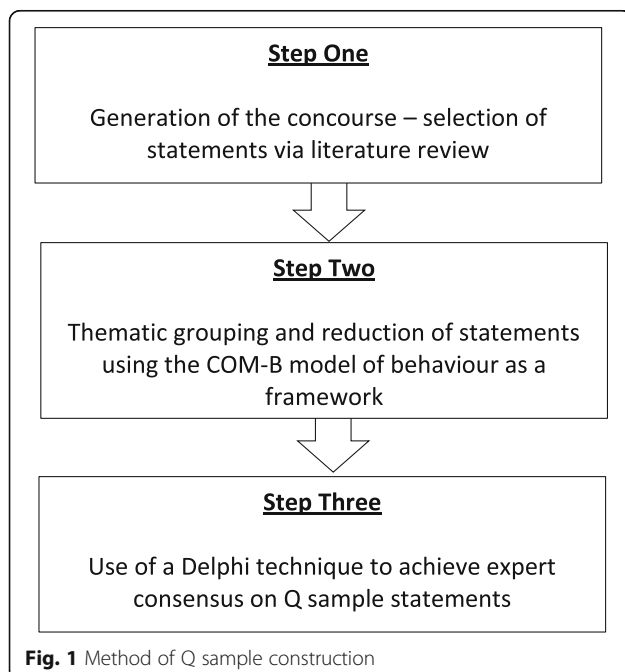 Step One
Generation of the concourse – selection of
statements via literature review
Step Two
Thematic grouping and reduction of statements
using the COM-B model of behaviour as a
framework
Step Three
Use of a Delphi technique to achieve expert
consensus on Q sample statements
Fig. 1 Method of Q sample construction